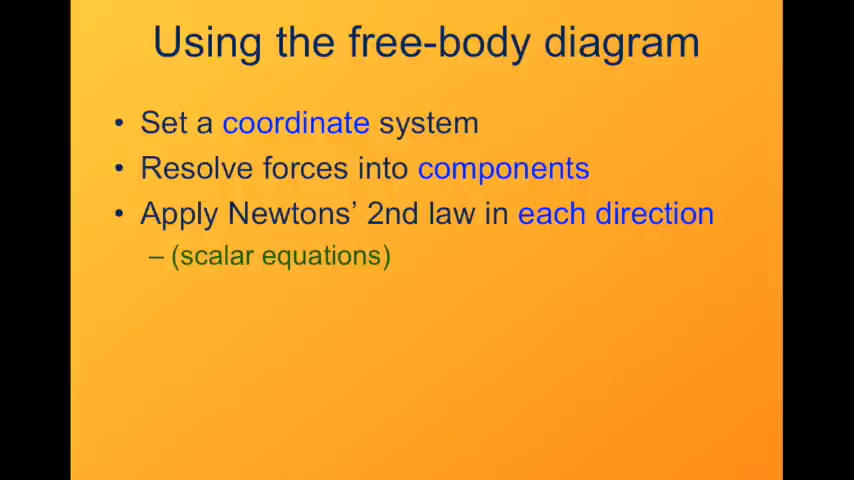 Using the free-body diagram
• Set a coordinate system
• Resolve forces into components
• Apply Newtons’ 2nd law in each direction
– (scalar equations)